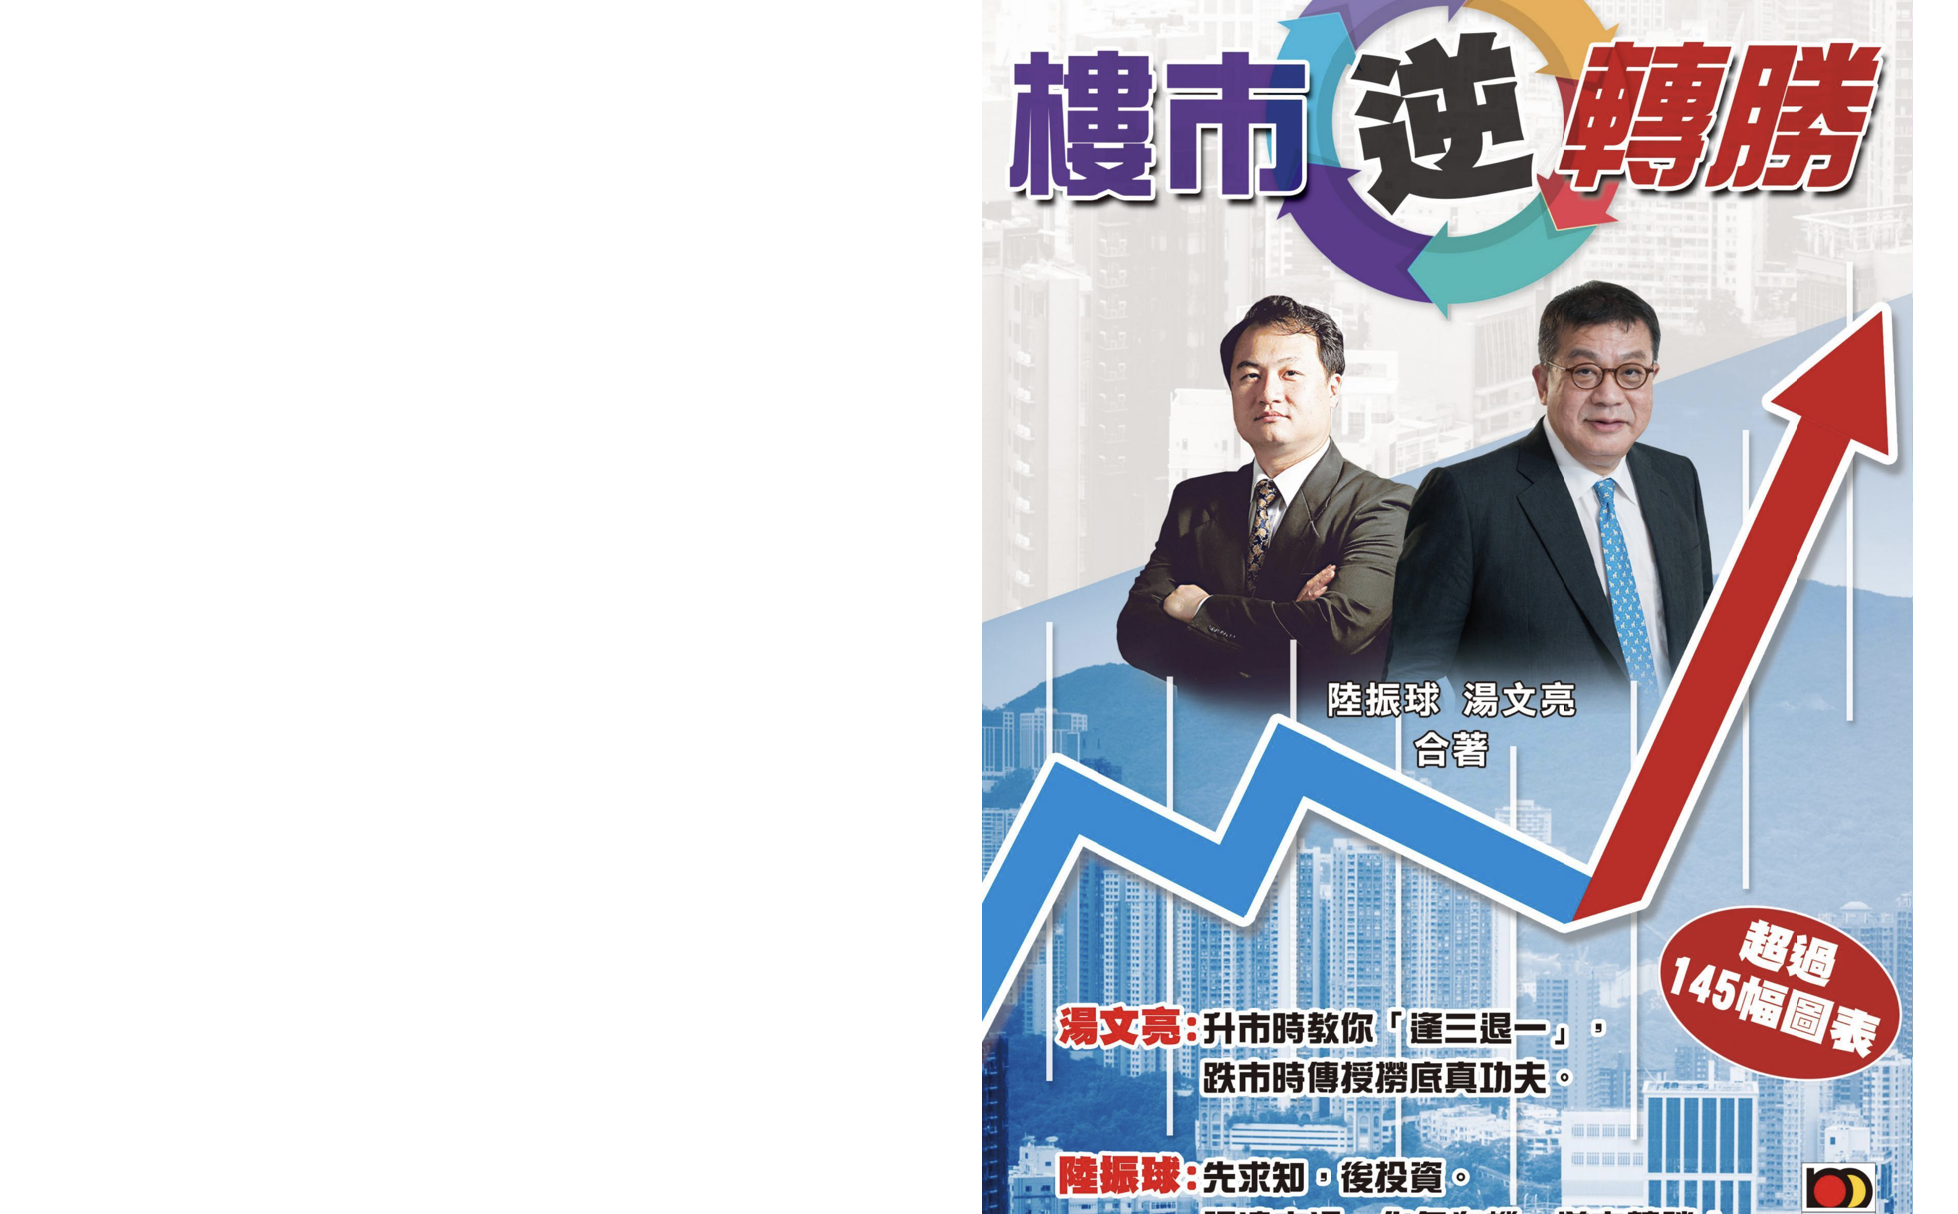 樓市逆轉勝
陸振球 湯文亮
合著
超過
145幅圖表
湯文亮:升市時教你「逢三退一」,
跌市時傳授撈底真功夫。
陸振球:先求知,後投資。